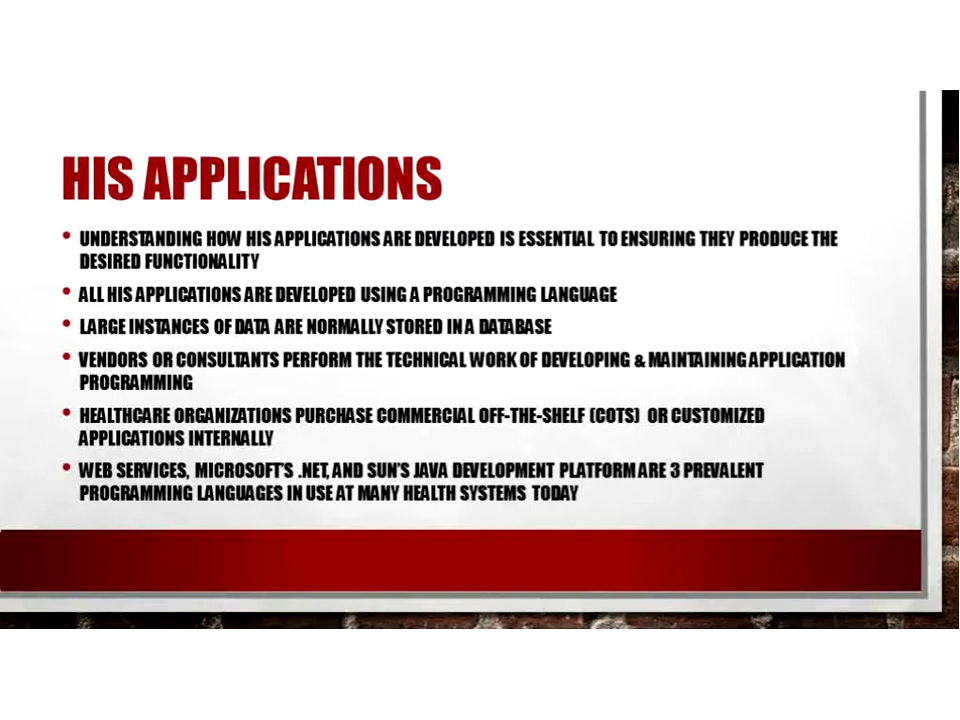 HIS APPLICATIONS
• UNDERSTANDING HOW HIS APPLICATIONS ARE DEVELOPED IS ESSENTIAL TO ENSURING THEY PRODUCE THE
DESIRED FUNCTIONALITY
• ALL HIS APPLICATIONS ARE DEVELOPED USING A PROGRAMMING LANGUAGE
• LARGE INSTANCES OF DATA ARE NORMALLY STORED IN A DATABASE
• VENDORS OR CONSULTANTS PERFORM THE TECHNICAL WORK OF DEVELOPING & MAINTAINING APPLICATION
PROGRAMMING
• HEALTHCARE ORGANIZATIONS PURCHASE COMMERCIAL OFF-THE-SHELF (COTS) OR CUSTOMIZED
APPLICATIONS INTERNALLY
• WEB SERVICES, MICROSOFT'S .NET, AND SUN'S JAVA DEVELOPMENT PLATFORM ARE 3 PREVALENT
PROGRAMMING LANGUAGES IN USE AT MANY HEALTH SYSTEMS TODAY